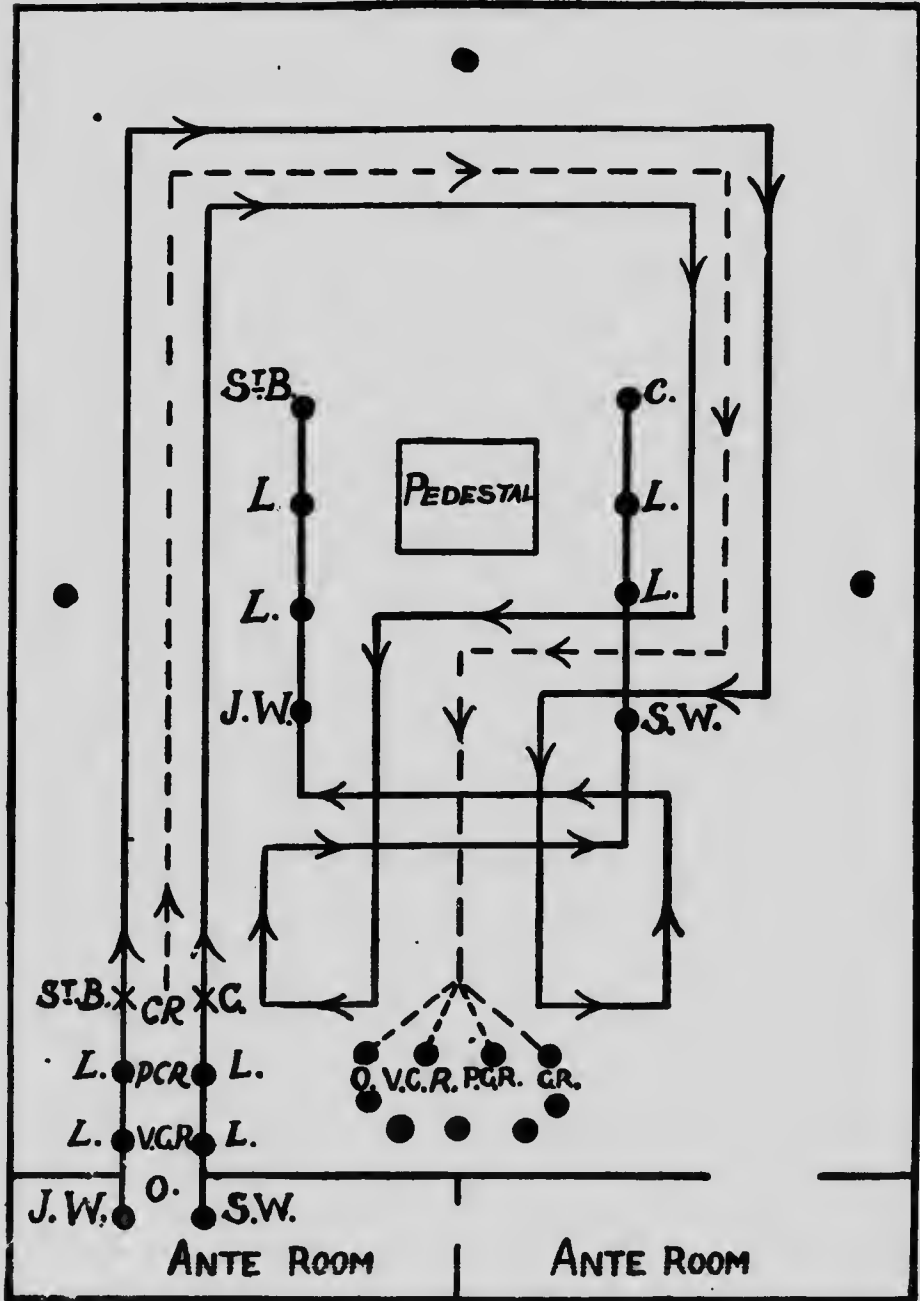 ST.B. C.
L. PEDESTAL L.
L. L.
J.W. S.W.
ST.B. CR C.
L. P.C.R. L.
O. V.C.R. P.C.R. C.R.
L. V.C.R L.
O.
J.W. S.W.
ANTE ROOM ANTE ROOM